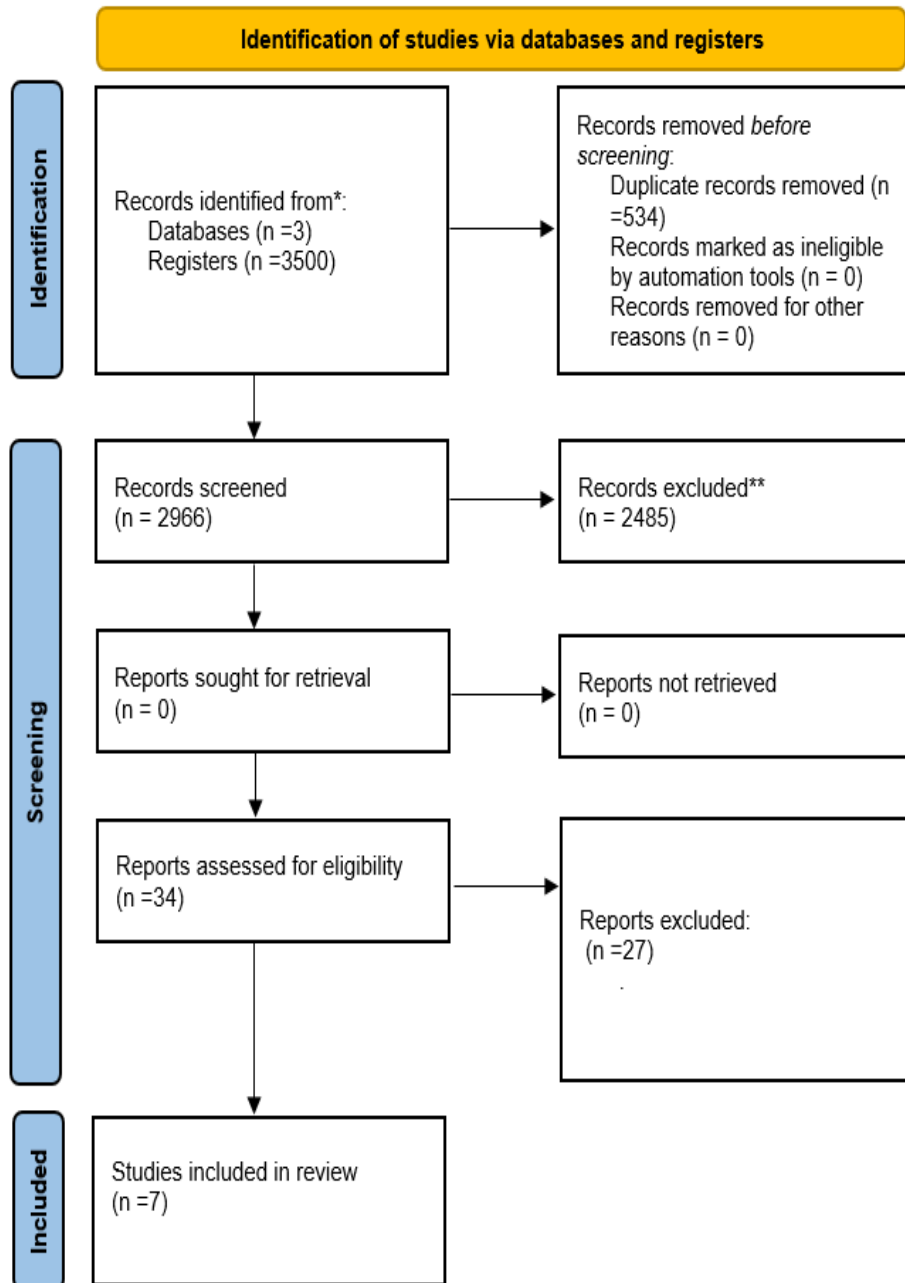 Identification of studies via databases and registers
Identification
Records identified from*:
Databases (n =3)
Registers (n =3500)
Records removed before
screening:
Duplicate records removed (n
=534)
Records marked as ineligible
by automation tools (n = 0)
Records removed for other
reasons (n = 0)
Screening
Records screened
(n = 2966)
Records excluded**
(n = 2485)
Reports sought for retrieval
(n = 0)
Reports not retrieved
(n = 0)
Reports assessed for eligibility
(n =34)
Reports excluded:
(n =27)
.
Included
Studies included in review
(n =7)